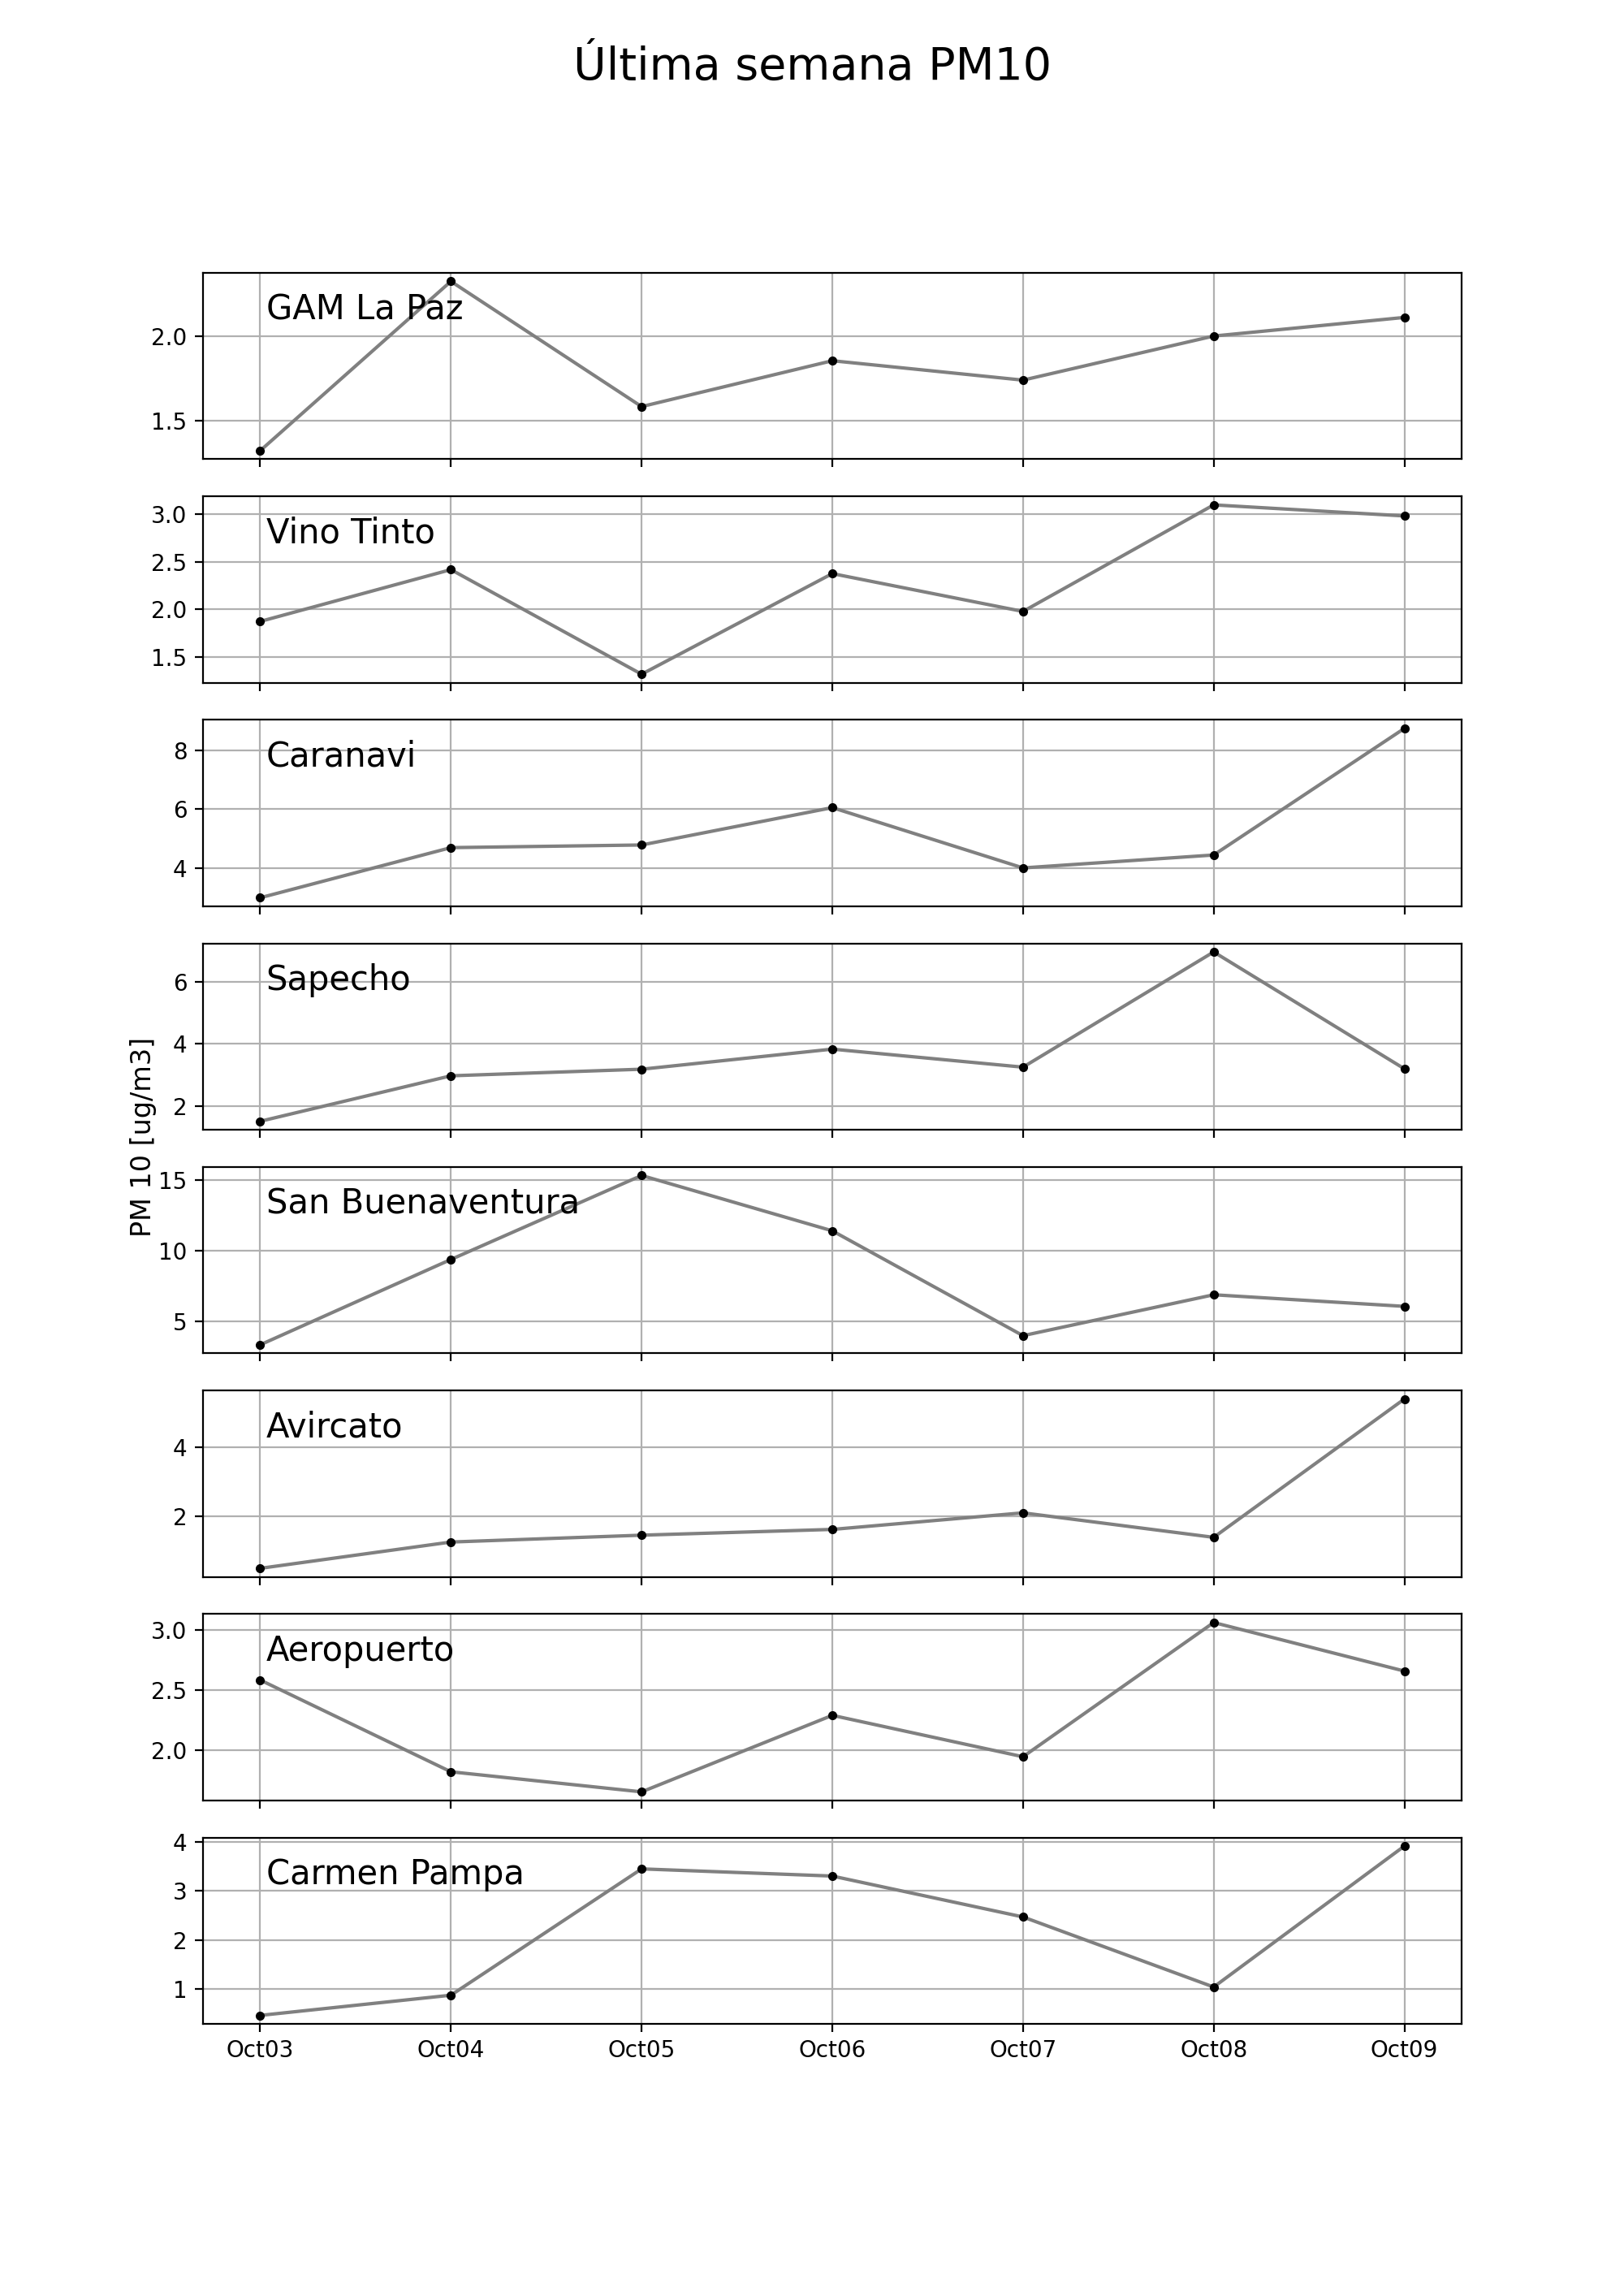 Última semana PM10
GAM La Paz
2.0
1.5
Vino Tinto
3.0
2.5
2.0
1.5
Caranavi
8
6
4
Sapecho
6
4
2
PM 10 [ug/m3]
San Buenaventura
15
10
5
Avircato
4
2
Aeropuerto
3.0
2.5
2.0
Carmen Pampa
4
3
2
1
Oct03 Oct04 Oct05 Oct06 Oct07 Oct08 Oct09